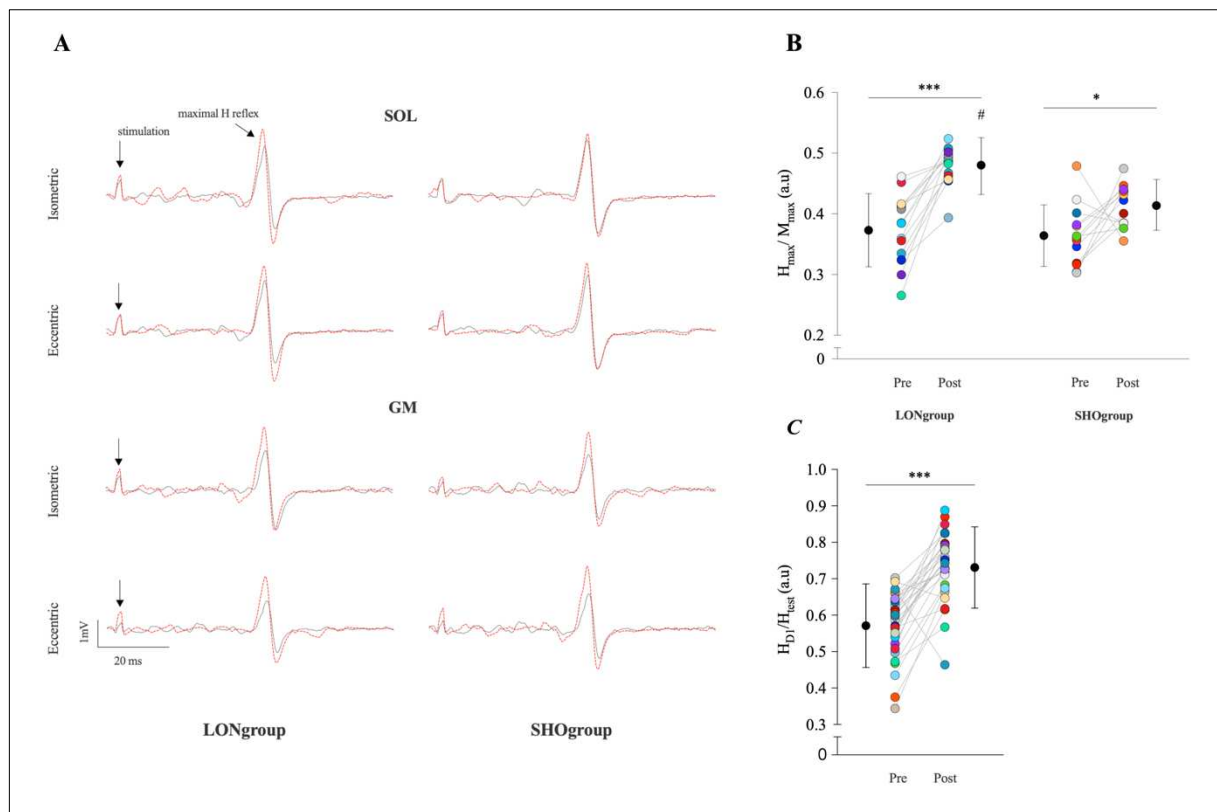 A
SOL
maximal H reflex
stimulation
Isometric
Eccentric
GM
Isometric
Eccentric
1mV
20 ms
LONgroup
SHOgroup
B
***
*
#
0.6
0.5
0.4
0.3
0.2
0
Hmax/ Mmax (a.u)
Pre
Post
Pre
Post
LONgroup
SHOgroup
C
***
1.0
0.9
0.8
0.7
0.6
0.5
0.4
0.3
0
HD1/Htest (a.u)
Pre
Post